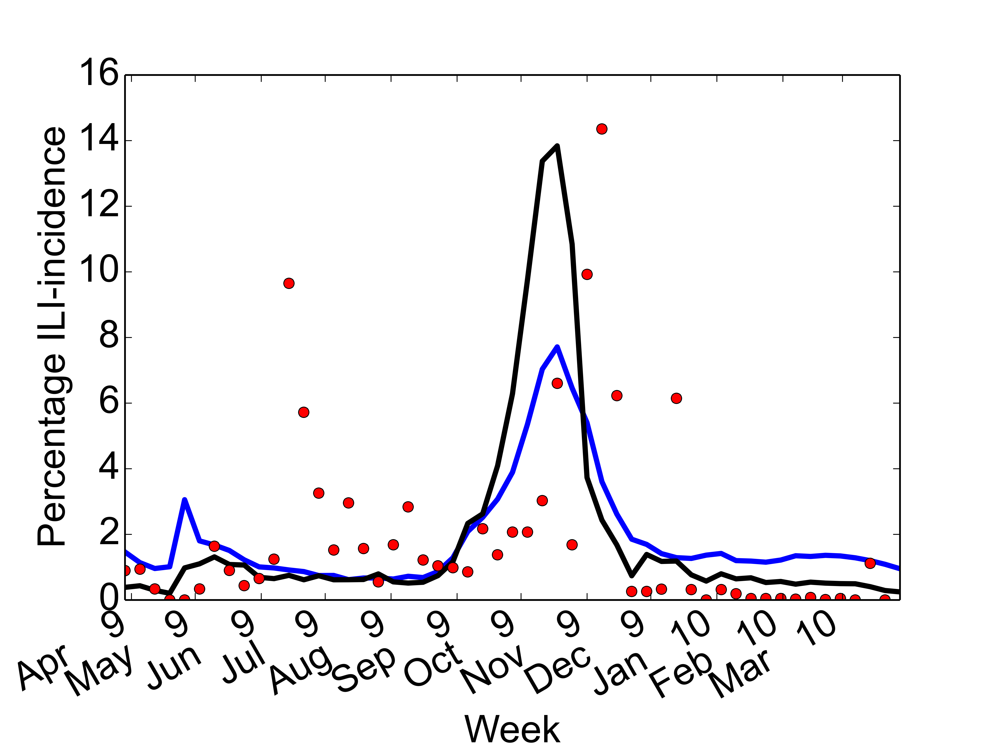 Percentage ILI-incidence
16
14
12
10
8
6
4
2
0
Apr 9
May 9
Jun 9
Jul 9
Aug 9
Sep 9
Oct 9
Nov 9
Dec 9
Jan 10
Feb 10
Mar 10
Week